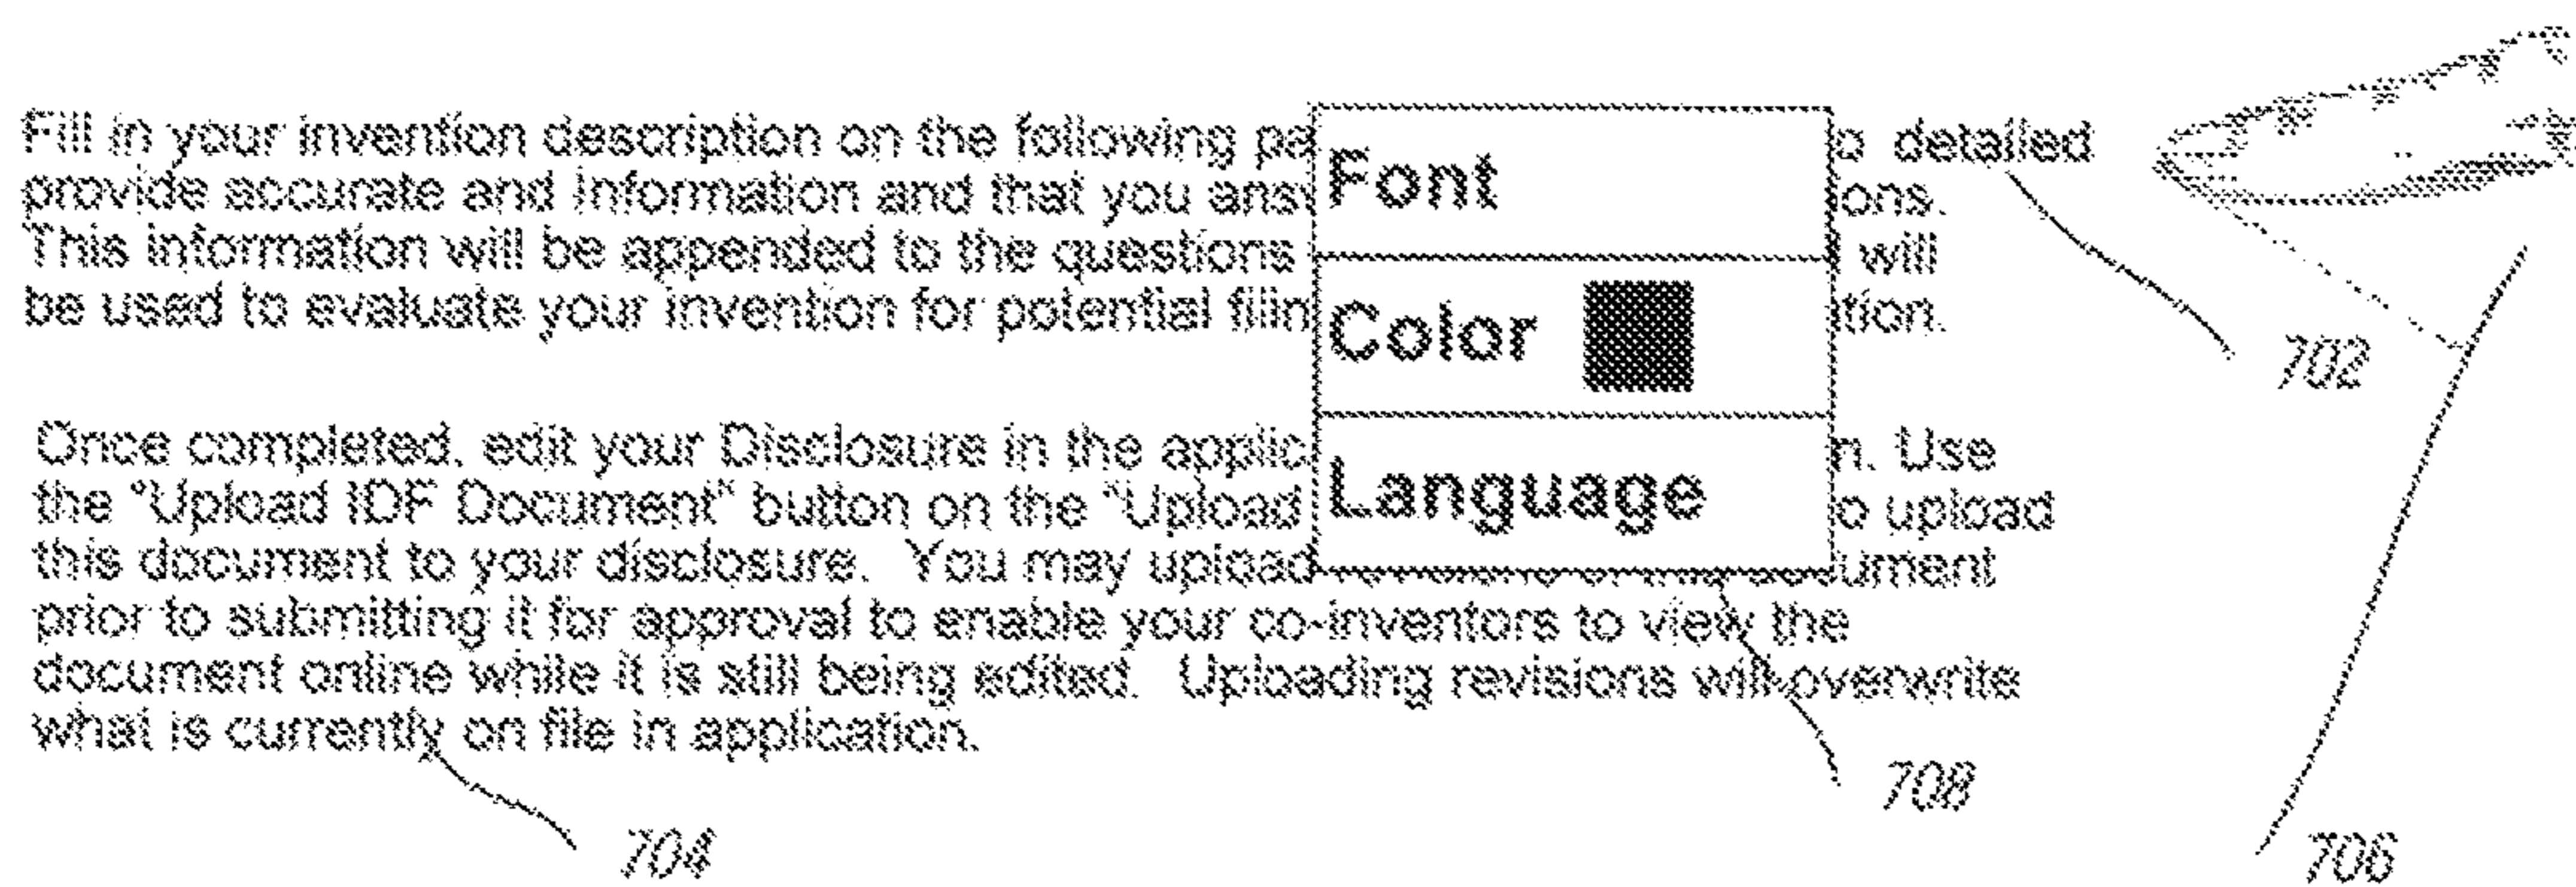 Fill in your invention description on the following pa o detailed
provide accurate and Information and that you ans ons.
This information will be appended to the questions will
be used to evaluate your invention for potential filin tion.
Font
Color
Language
702
Once completed, edit your Disclosure in the applic n. Use
the "Upload IDF Document" button on the "Upload o upload
this document to your disclosure. You may upload ument
prior to submitting it for approval to enable your co-inventors to view the
document online while it is still being edited. Uploading revisions will overwrite
what is currently on file in application.
708
704
706